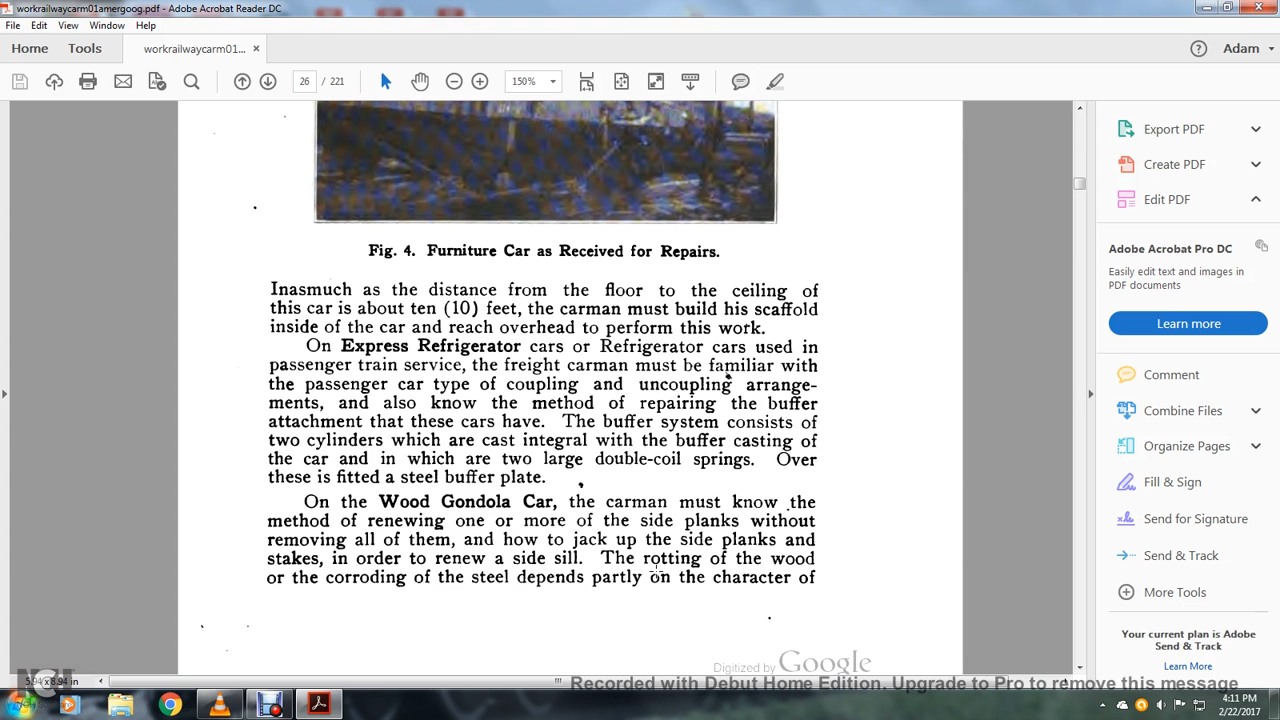 workrailwaycarm01amergoog.pdf - Adobe Acrobat Reader DC
File Edit View Window Help
Home Tools workrailwaycarm01... × Adam
26 / 221 150%
Fig. 4. Furniture Car as Received for Repairs.
Inasmuch as the distance from the floor to the ceiling of
this car is about ten (10) feet, the carman must build his scaffold
inside of the car and reach overhead to perform this work.
On Express Refrigerator cars or Refrigerator cars used in
passenger train service, the freight carman must be familiar with
the passenger car type of coupling and uncoupling arrange-
ments, and also know the method of repairing the buffer
attachment that these cars have. The buffer system consists of
two cylinders which are cast integral with the buffer casting of
the car and in which are two large double-coil springs. Over
these is fitted a steel buffer plate.
On the Wood Gondola Car, the carman must know the
method of renewing one or more of the side planks without
removing all of them, and how to jack up the side planks and
stakes, in order to renew a side sill. The rotting of the wood
or the corroding of the steel depends partly on the character of
Digitized by Google
Export PDF
Create PDF
Edit PDF
Adobe Acrobat Pro DC
Easily edit text and images in
PDF documents
Learn more
Comment
Combine Files
Organize Pages
Fill & Sign
Send for Signature
Send & Track
More Tools
Your current plan is Adobe
Send & Track
Learn More
5.94 x 8.94 in
Recorded with Debut Home Edition. Upgrade to Pro to remove this message
4:11 PM
2/22/2017